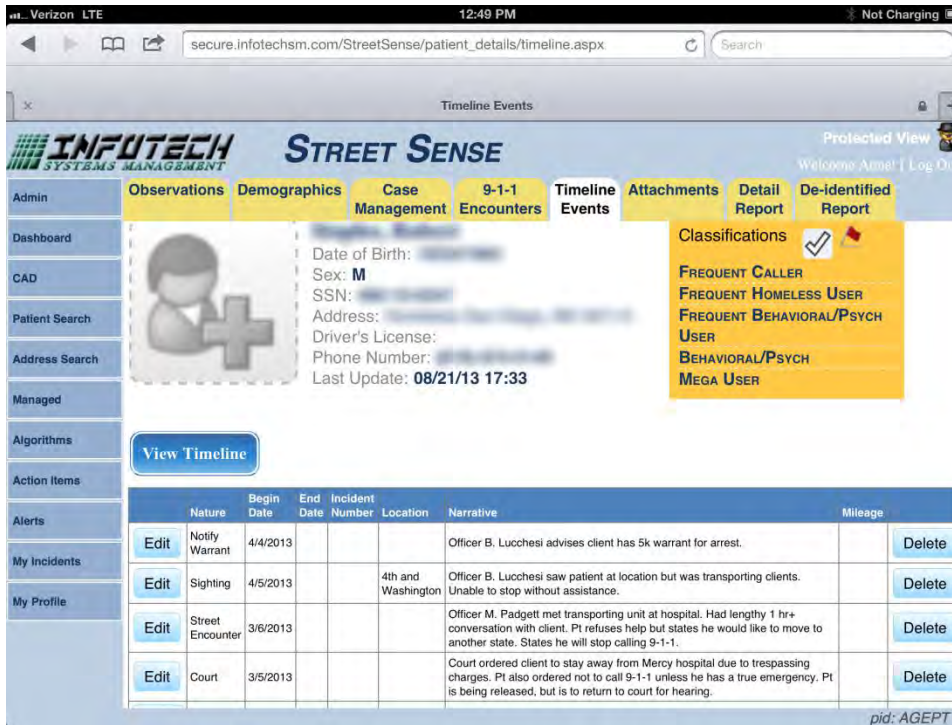 Verizon LTE 12:49 PM Not Charging
secure.infotechsm.com/StreetSense/patient_details/timeline.aspx Search
Timeline Events
INFOTECH
SYSTEMS MANAGEMENT
STREET SENSE
Protected View
Welcome Anne! | Log Ou
Admin
Dashboard
CAD
Patient Search
Address Search
Managed
Algorithms
Action Items
Alerts
My Incidents
My Profile
Observations
Demographics
Case Management
9-1-1 Encounters
Timeline Events
Attachments
Detail Report
De-identified Report
Date of Birth:
Sex: M
SSN:
Address:
Driver's License:
Phone Number:
Last Update: 08/21/13 17:33
Classifications
FREQUENT CALLER
FREQUENT HOMELESS USER
FREQUENT BEHAVIORAL/PSYCH
USER
BEHAVIORAL/PSYCH
MEGA USER
View Timeline
Nature Begin Date End Date Incident Number Location Narrative Mileage
Edit Notify Warrant 4/4/2013 Officer B. Lucchesi advises client has 5k warrant for arrest. Delete
Edit Sighting 4/5/2013 4th and Washington Officer B. Lucchesi saw patient at location but was transporting clients.
Unable to stop without assistance. Delete
Edit Street Encounter 3/6/2013 Officer M. Padgett met transporting unit at hospital. Had lengthy 1 hr+
conversation with client. Pt refuses help but states he would like to move to
another state. States he will stop calling 9-1-1. Delete
Edit Court 3/5/2013 Court ordered client to stay away from Mercy hospital due to trespassing
charges. Pt also ordered not to call 9-1-1 unless he has a true emergency. Pt
is being released, but is to return to court for hearing. Delete
pid: AGEPT